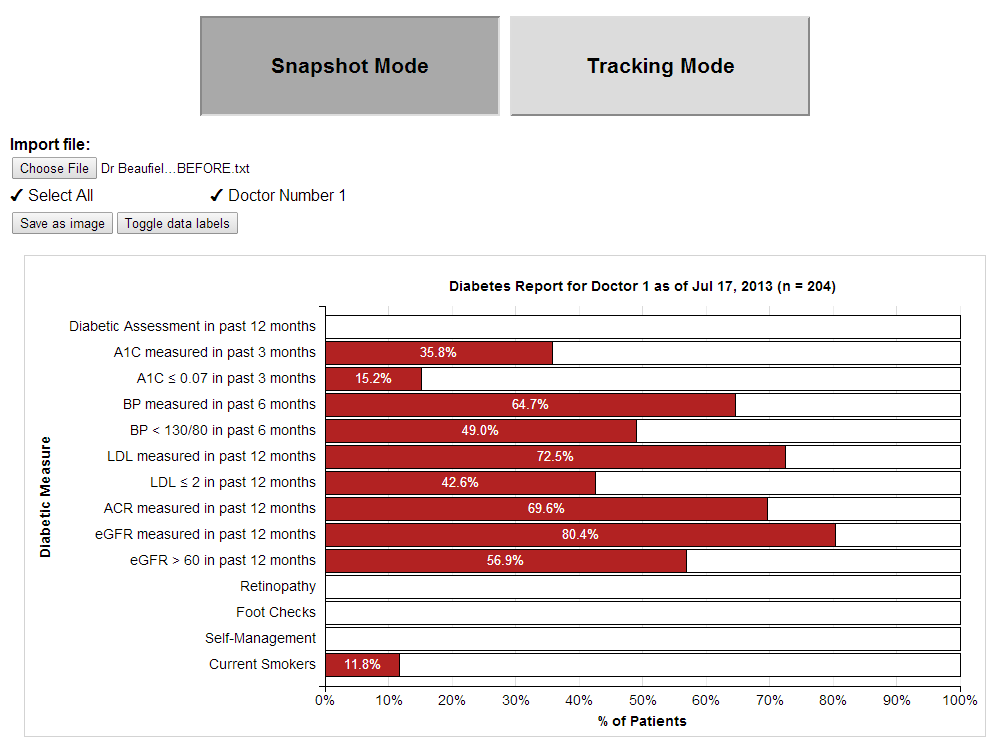 Snapshot Mode Tracking Mode
Import file:
Choose File Dr Beaufiel...BEFORE.txt
✔ Select All ✔ Doctor Number 1
Save as image Toggle data labels
Diabetes Report for Doctor 1 as of Jul 17, 2013 (n = 204)
Diabetic Measure
Diabetic Assessment in past 12 months
A1C measured in past 3 months 35.8%
A1C ≤ 0.07 in past 3 months 15.2%
BP measured in past 6 months 64.7%
BP < 130/80 in past 6 months 49.0%
LDL measured in past 12 months 72.5%
LDL ≤ 2 in past 12 months 42.6%
ACR measured in past 12 months 69.6%
eGFR measured in past 12 months 80.4%
eGFR > 60 in past 12 months 56.9%
Retinopathy
Foot Checks
Self-Management
Current Smokers 11.8%
0% 10% 20% 30% 40% 50% 60% 70% 80% 90% 100%
% of Patients